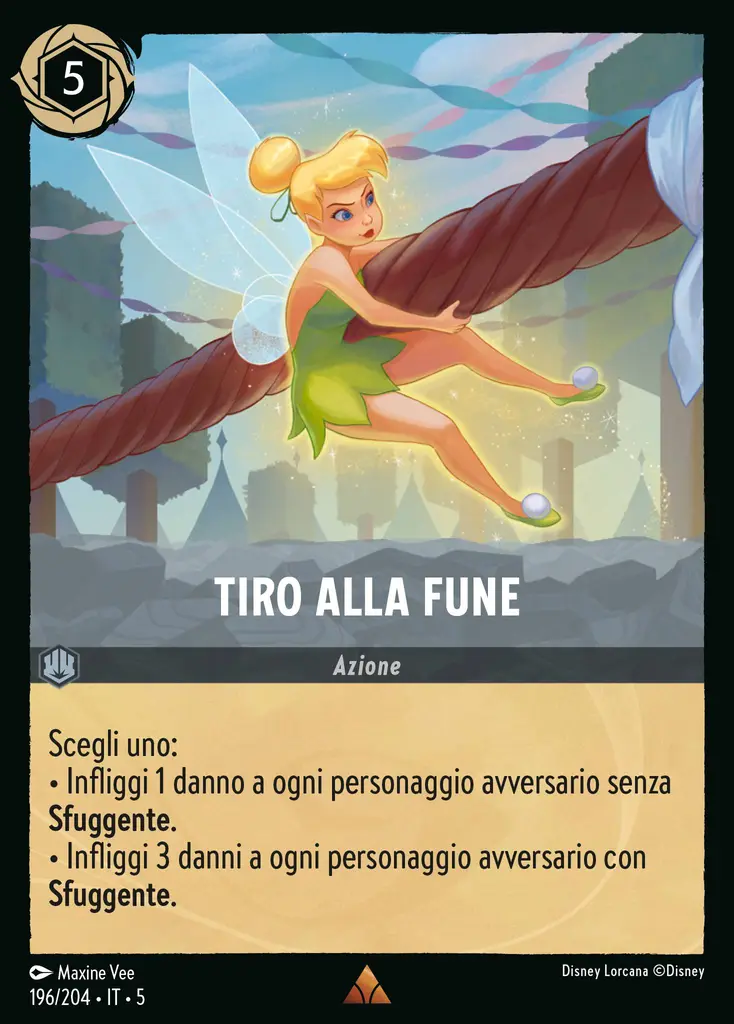 5
TIRO ALLA FUNE
Azione
Scegli uno:
• Infliggi 1 danno a ogni personaggio avversario senza
Sfuggente.
• Infliggi 3 danni a ogni personaggio avversario con
Sfuggente.
Maxine Vee
Disney Lorcana ©Disney
196/204 • IT • 5